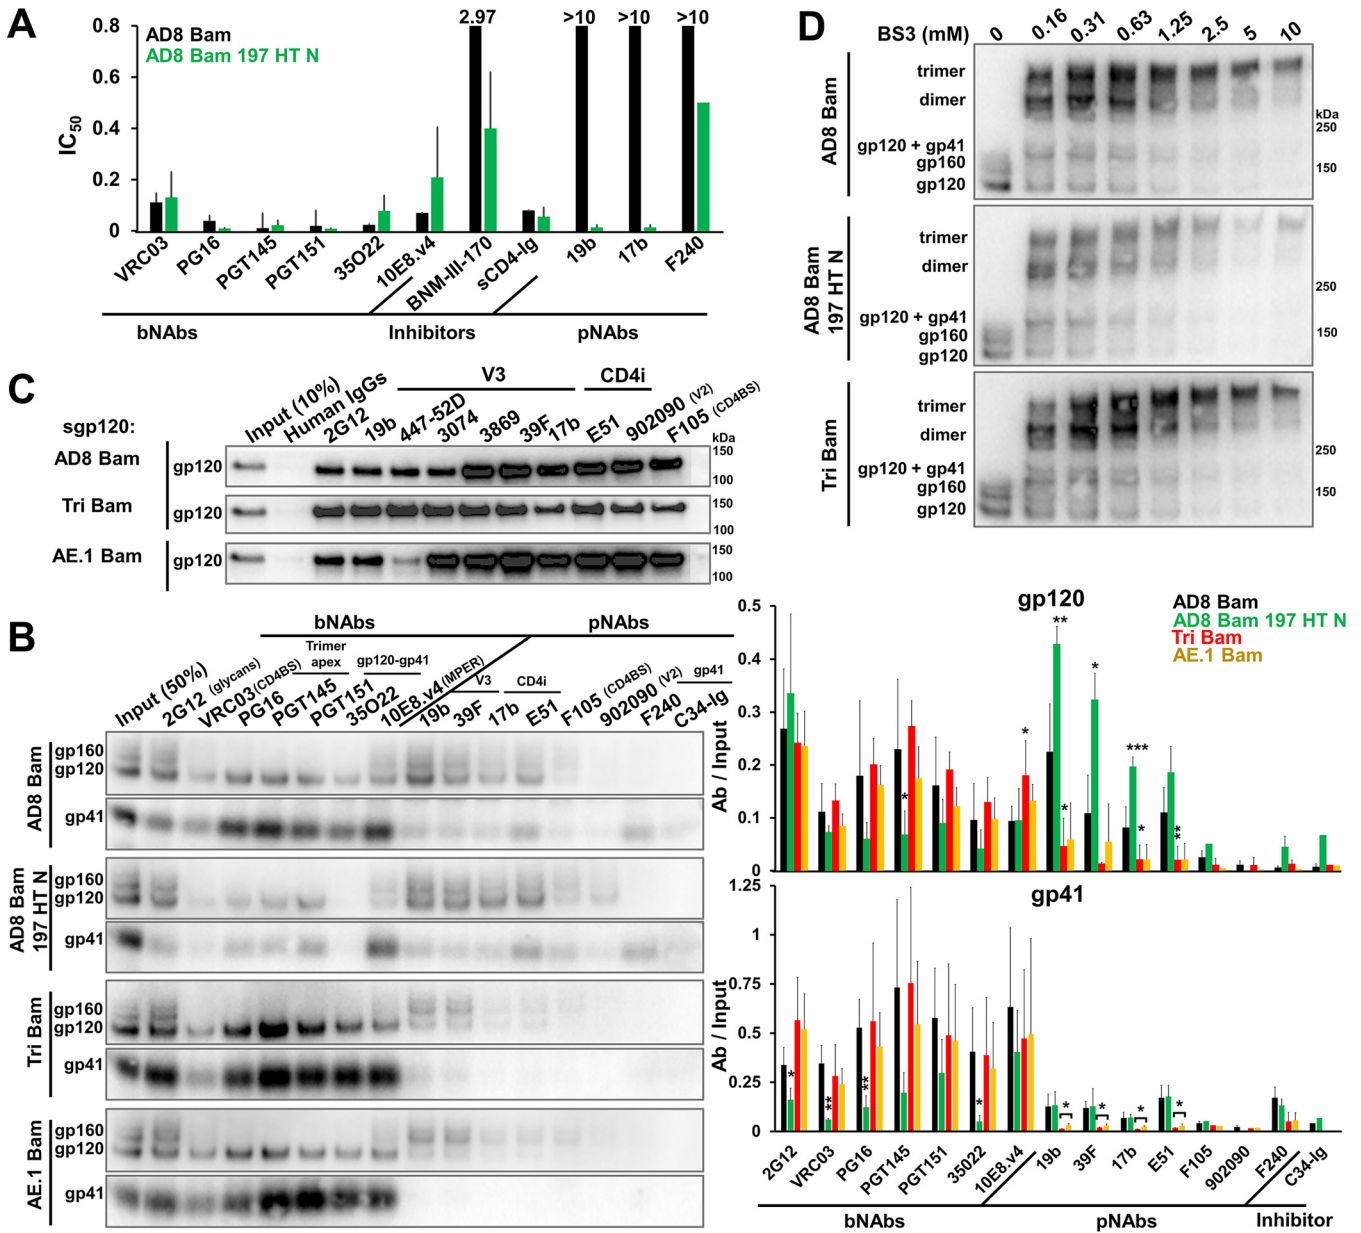 A
AD8 Bam
AD8 Bam 197 HT N
IC50
0.8
0.6
0.4
0.2
0
2.97
>10
>10
>10
VRC03
PG16
PGT145
PGT151
35O22
10E8.v4
BNM-III-170
sCD4-Ig
19b
17b
F240
bNAbs
Inhibitors
pNAbs
C
sgp120:
V3
CD4i
Input (10%)
Human IgGs
2G12
19b
447-52D
3074
3869
39F
17b
E51
902090 (V2)
F105 (CD4BS)
kDa
AD8 Bam
gp120
150
100
Tri Bam
gp120
150
100
AE.1 Bam
gp120
150
100
B
bNAbs
pNAbs
Trimer
apex
gp120-gp41
V3
CD4i
gp41
Input (50%)
2G12 (glycans)
VRC03 (CD4BS)
PG16
PGT145
PGT151
35O22
10E8.v4 (MPER)
19b
39F
17b
E51
F105 (CD4BS)
902090 (V2)
F240
C34-Ig
AD8 Bam
gp160
gp120
gp41
AD8 Bam
197 HT N
gp160
gp120
gp41
Tri Bam
gp160
gp120
gp41
AE.1 Bam
gp160
gp120
gp41
D
BS3 (mM)
0
0.16
0.31
0.63
1.25
2.5
5
10
AD8 Bam
trimer
dimer
gp120 + gp41
gp160
gp120
kDa
250
150
AD8 Bam
197 HT N
trimer
dimer
gp120 + gp41
gp160
gp120
250
150
Tri Bam
trimer
dimer
gp120 + gp41
gp160
gp120
250
150
gp120
AD8 Bam
AD8 Bam 197 HT N
Tri Bam
AE.1 Bam
Ab / Input
0.5
0.4
0.3
0.2
0.1
0
*
*
**
*
*
***
*
**
gp41
Ab / Input
1.25
0.75
0.5
0.25
0
*
**
**
*
*
*
*
*
2G12
VRC03
PG16
PGT145
PGT151
35022
10E8.v4
19b
39F
17b
E51
F105
902090
F240
C34-Ig
bNAbs
pNAbs
Inhibitor